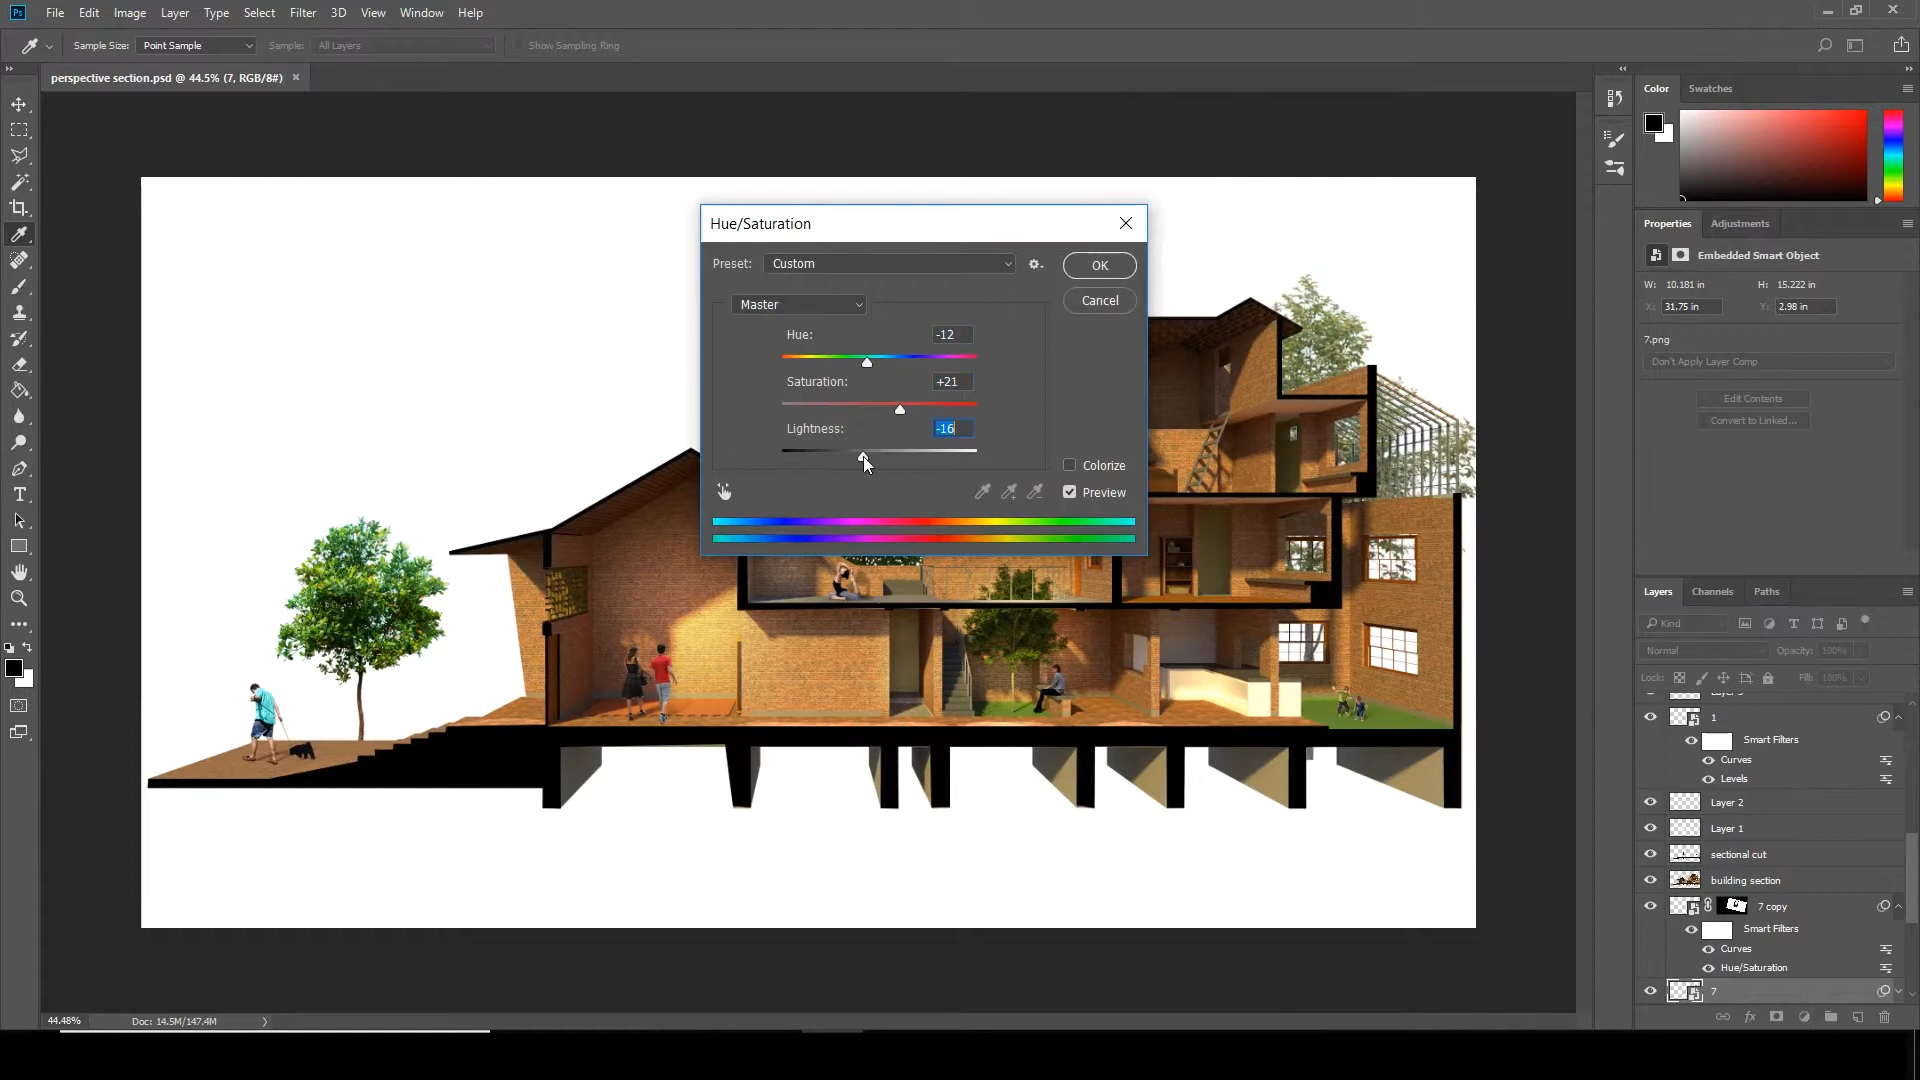 Ps File Edit Image Layer Type Select Filter 3D View Window Help
Sample Size: Point Sample Sample: All Layers Show Sampling Ring
perspective section.psd @ 44.5% (7, RGB/8#) ×
Color Swatches
Hue/Saturation
Preset: Custom OK
Cancel
Master
Hue: -12
Saturation: +21
Lightness: -16
Colorize
Preview
Properties Adjustments
Embedded Smart Object
W: 10.181 in H: 15.222 in
X: 31.75 in Y: 2.98 in
7.png
Don't Apply Layer Comp
Edit Contents
Convert to Linked...
Layers Channels Paths
Kind
Normal Opacity: 100%
Lock: Fill: 100%
1
Smart Filters
Curves
Levels
Layer 2
Layer 1
sectional cut
building section
7 copy
Smart Filters
Curves
Hue/Saturation
7
fx
44.48% Doc: 14.5M/147.4M